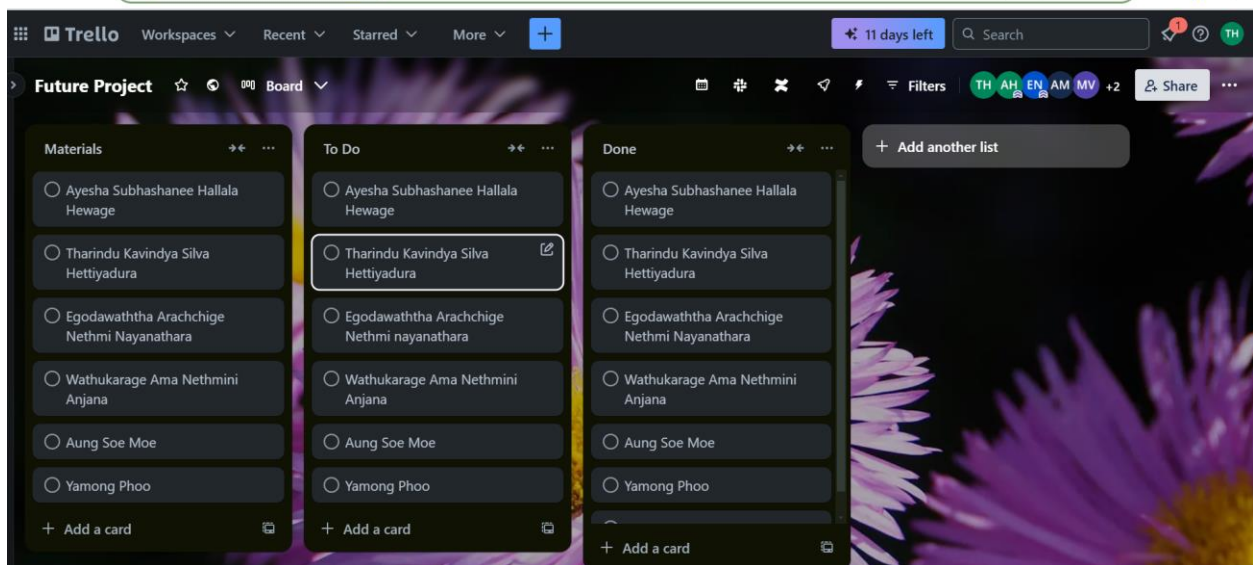 Trello Workspaces Recent Starred More + 11 days left Search 1 TH
Future Project Board Filters TH AH EN AM MV +2 Share
Materials
Ayesha Subhashanee Hallala
Hewage
Tharindu Kavindya Silva
Hettiyadura
Egodawaththa Arachchige
Nethmi Nayanathara
Wathukarage Ama Nethmini
Anjana
Aung Soe Moe
Yamong Phoo
+ Add a card
To Do
Ayesha Subhashanee Hallala
Hewage
Tharindu Kavindya Silva
Hettiyadura
Egodawaththa Arachchige
Nethmi nayanathara
Wathukarage Ama Nethmini
Anjana
Aung Soe Moe
Yamong Phoo
+ Add a card
Done
Ayesha Subhashanee Hallala
Hewage
Tharindu Kavindya Silva
Hettiyadura
Egodawaththa Arachchige
Nethmi Nayanathara
Wathukarage Ama Nethmini
Anjana
Aung Soe Moe
Yamong Phoo
+ Add a card
+ Add another list